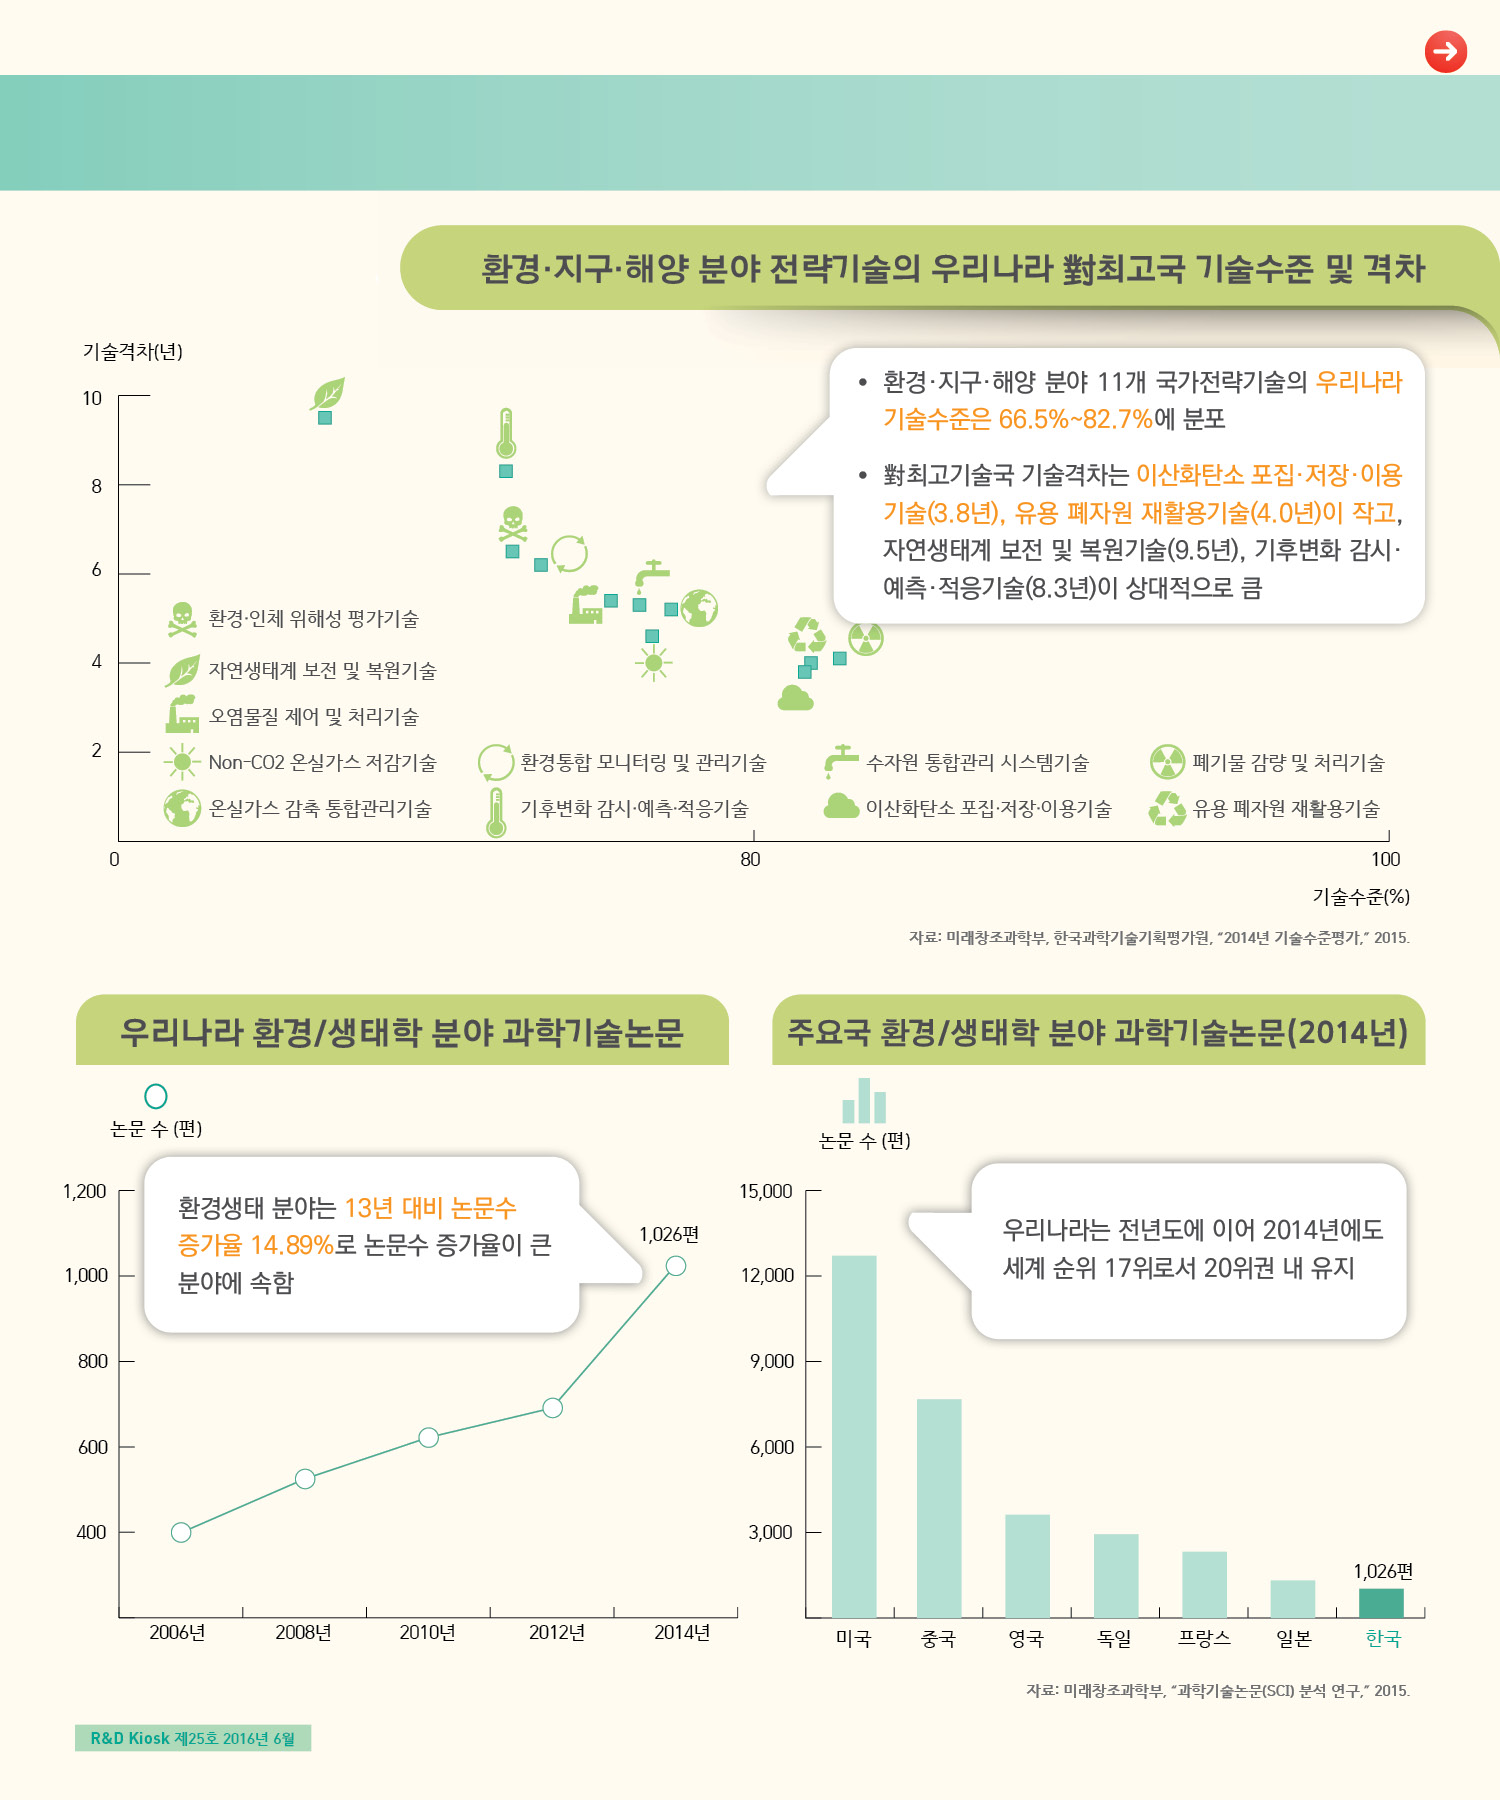 환경·지구·해양 분야 전략기술의 우리나라 對최고국 기술수준 및 격차
기술격차(년)
• 환경·지구·해양 분야 11개 국가전략기술의 우리나라
기술수준은 66.5%~82.7%에 분포
• 對최고기술국 기술격차는 이산화탄소 포집·저장·이용
기술(3.8년), 유용 폐자원 재활용기술(4.0년)이 작고,
자연생태계 보전 및 복원기술(9.5년), 기후변화 감시·
예측·적응기술(8.3년)이 상대적으로 큼
10
8
6
4
2
환경·인체 위해성 평가기술
자연생태계 보전 및 복원기술
오염물질 제어 및 처리기술
Non-CO2 온실가스 저감기술
환경통합 모니터링 및 관리기술
수자원 통합관리 시스템기술
폐기물 감량 및 처리기술
온실가스 감축 통합관리기술
기후변화 감시·예측·적응기술
이산화탄소 포집·저장·이용기술
유용 폐자원 재활용기술
0
80
100
기술수준(%)
자료: 미래창조과학부, 한국과학기술기획평가원, “2014년 기술수준평가,” 2015.
우리나라 환경/생태학 분야 과학기술논문
논문 수 (편)
환경생태 분야는 13년 대비 논문수
증가율 14.89%로 논문수 증가율이 큰
분야에 속함
1,200
1,000
800
600
400
1,026편
2006년
2008년
2010년
2012년
2014년
주요국 환경/생태학 분야 과학기술논문(2014년)
논문 수 (편)
우리나라는 전년도에 이어 2014년에도
세계 순위 17위로서 20위권 내 유지
15,000
12,000
9,000
6,000
3,000
1,026편
미국
중국
영국
독일
프랑스
일본
한국
자료: 미래창조과학부, “과학기술논문(SCI) 분석 연구,” 2015.
R&D Kiosk 제25호 2016년 6월